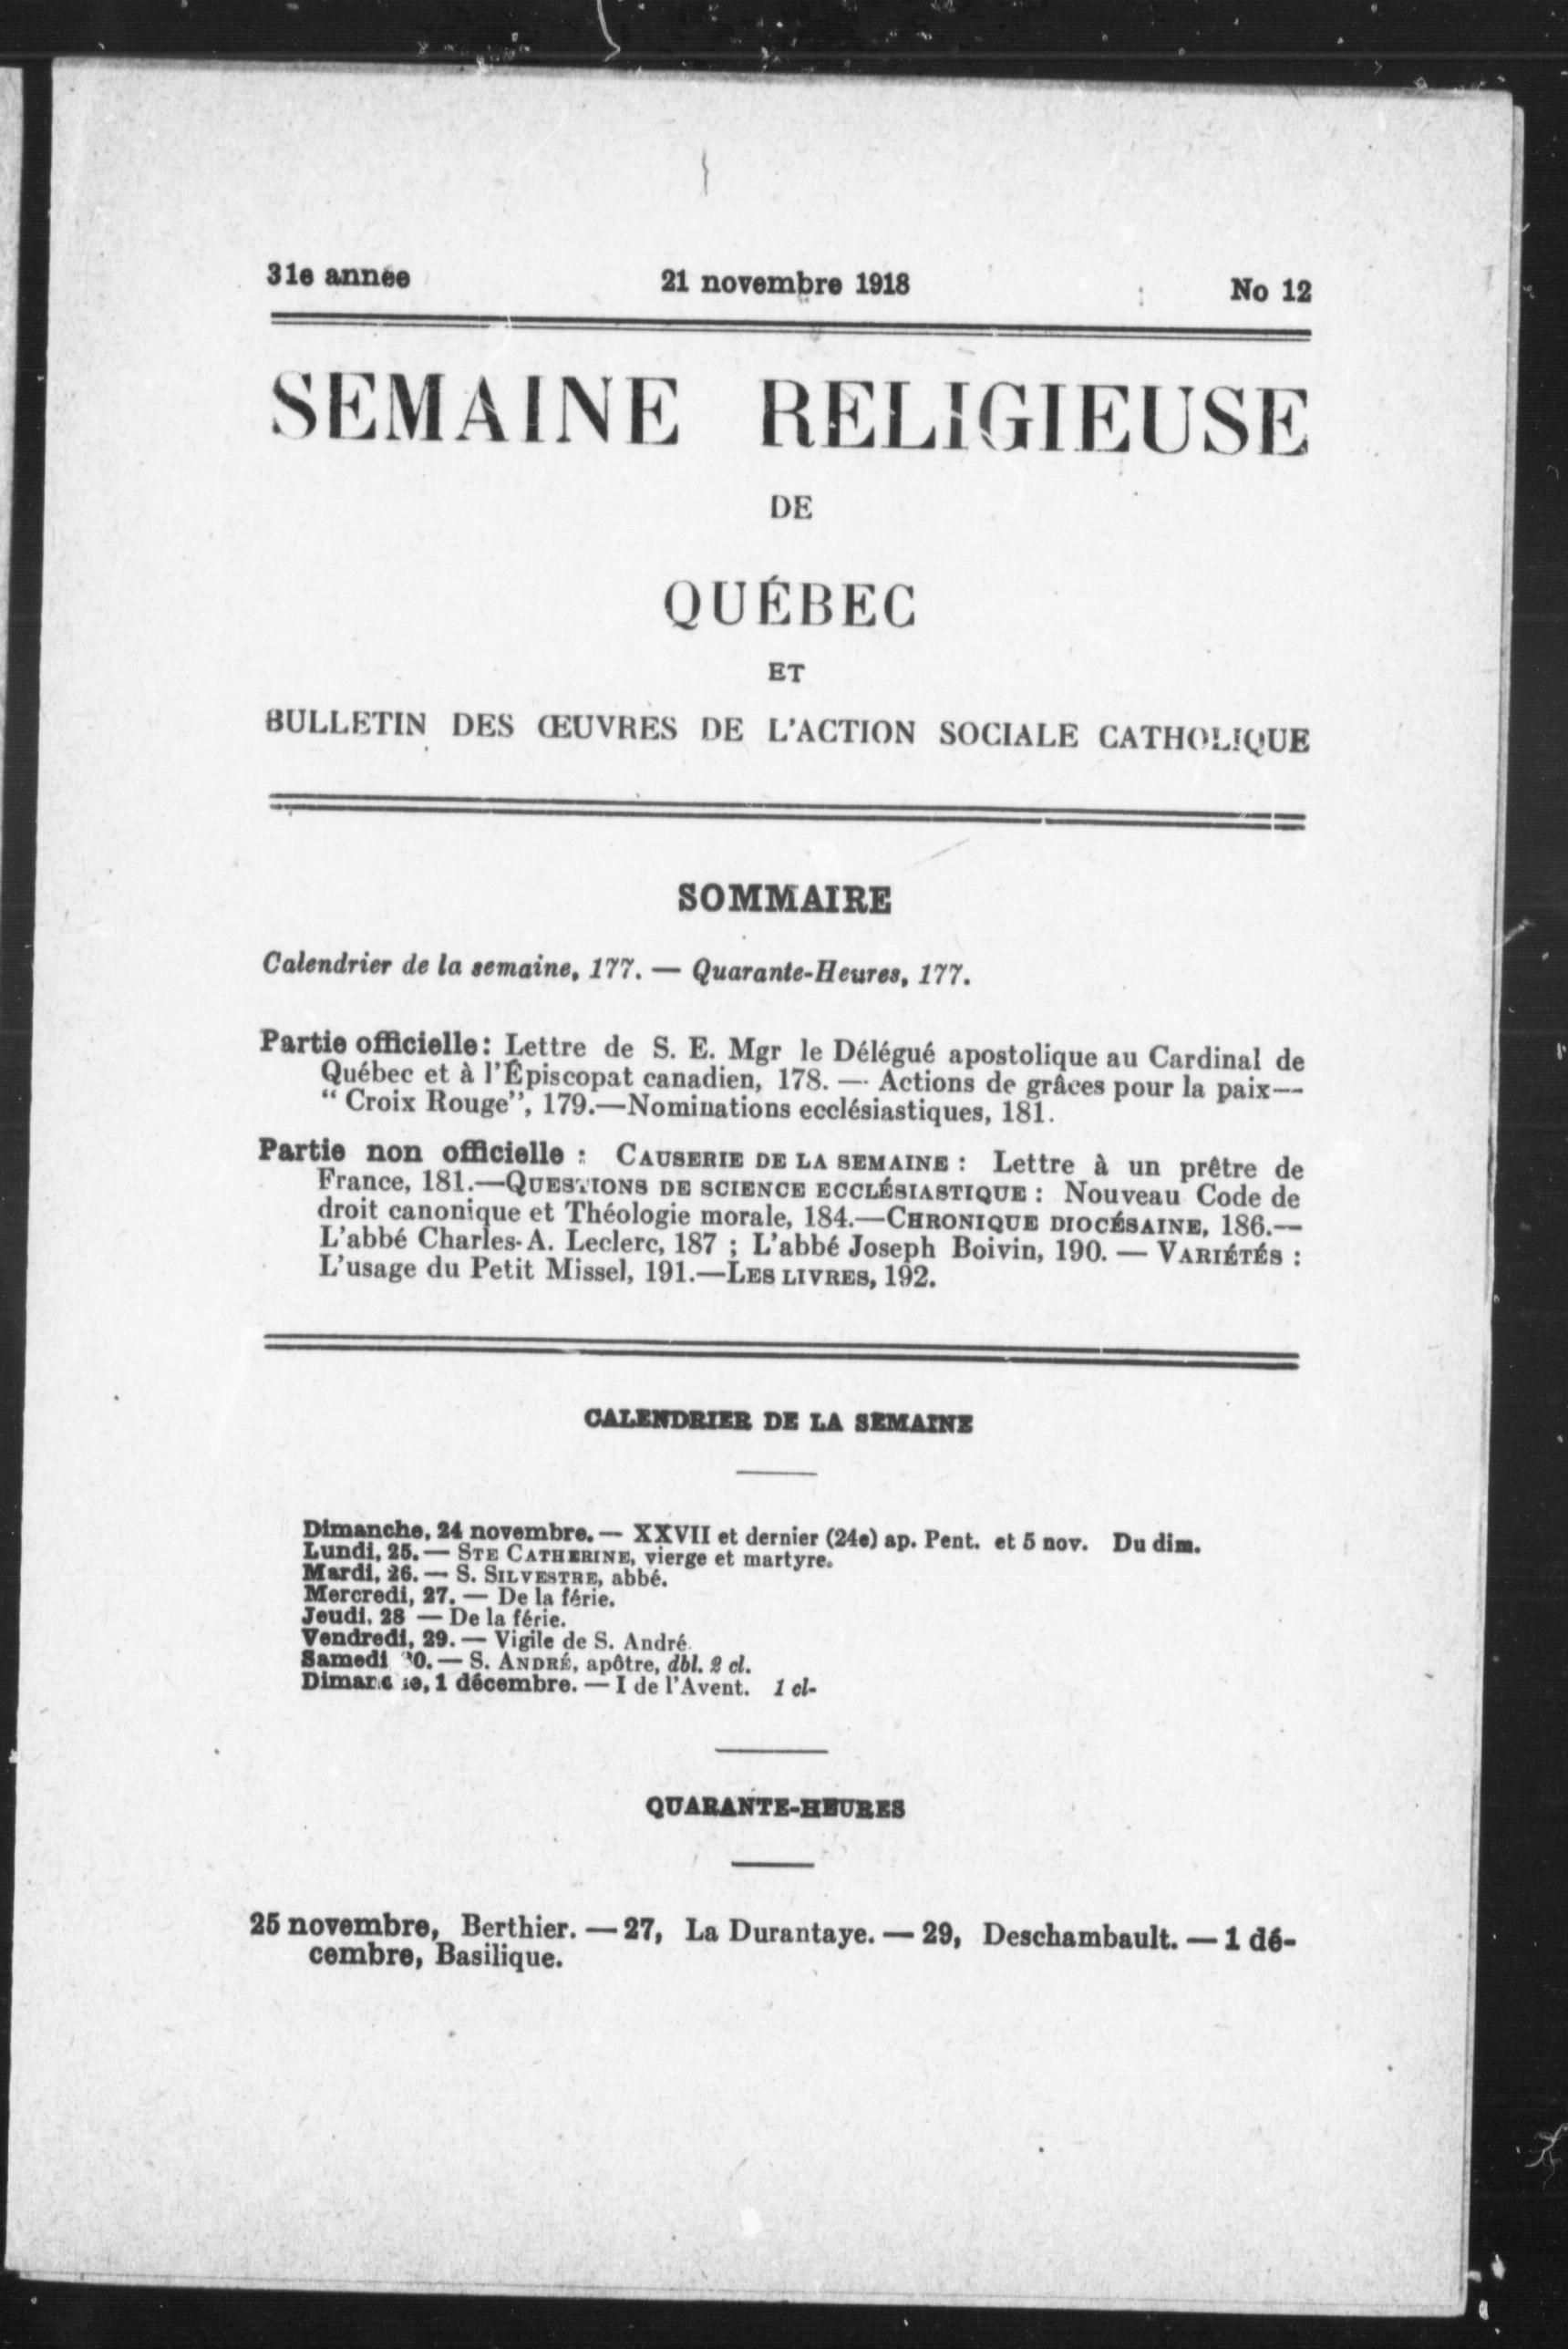 31e année 21 novembre 1918 No 12
SEMAINE RELIGIEUSE
DE
QUÉBEC
ET
BULLETIN DES ŒUVRES DE L'ACTION SOCIALE CATHOLIQUE
SOMMAIRE
Calendrier de la semaine, 177. — Quarante-Heures, 177.
Partie officielle: Lettre de S. E. Mgr le Délégué apostolique au Cardinal de
Québec et à l'Épiscopat canadien, 178. — Actions de grâces pour la paix—
“ Croix Rouge”, 179.—Nominations ecclésiastiques, 181.
Partie non officielle : CAUSERIE DE LA SEMAINE : Lettre à un prêtre de
France, 181.—QUESTIONS DE SCIENCE ECCLÉSIASTIQUE : Nouveau Code de
droit canonique et Théologie morale, 184.—CHRONIQUE DIOCÉSAINE, 186.—
L'abbé Charles-A. Leclerc, 187 ; L'abbé Joseph Boivin, 190. — VARIÉTÉS :
L'usage du Petit Missel, 191.—LES LIVRES, 192.
CALENDRIER DE LA SEMAINE
Dimanche, 24 novembre. — XXVII et dernier (24e) ap. Pent. et 5 nov. Du dim.
Lundi, 25. — STE CATHERINE, vierge et martyre.
Mardi, 26. — S. SILVESTRE, abbé.
Mercredi, 27. — De la férie.
Jeudi. 28 — De la férie.
Vendredi, 29. — Vigile de S. André.
Samedi 30. — S. ANDRÉ, apôtre, dbl. 2 cl.
Dimanche, 1 décembre. — I de l'Avent. 1 cl-
QUARANTE-HEURES
25 novembre, Berthier. — 27, La Durantaye. — 29, Deschambault. — 1 dé-
cembre, Basilique.